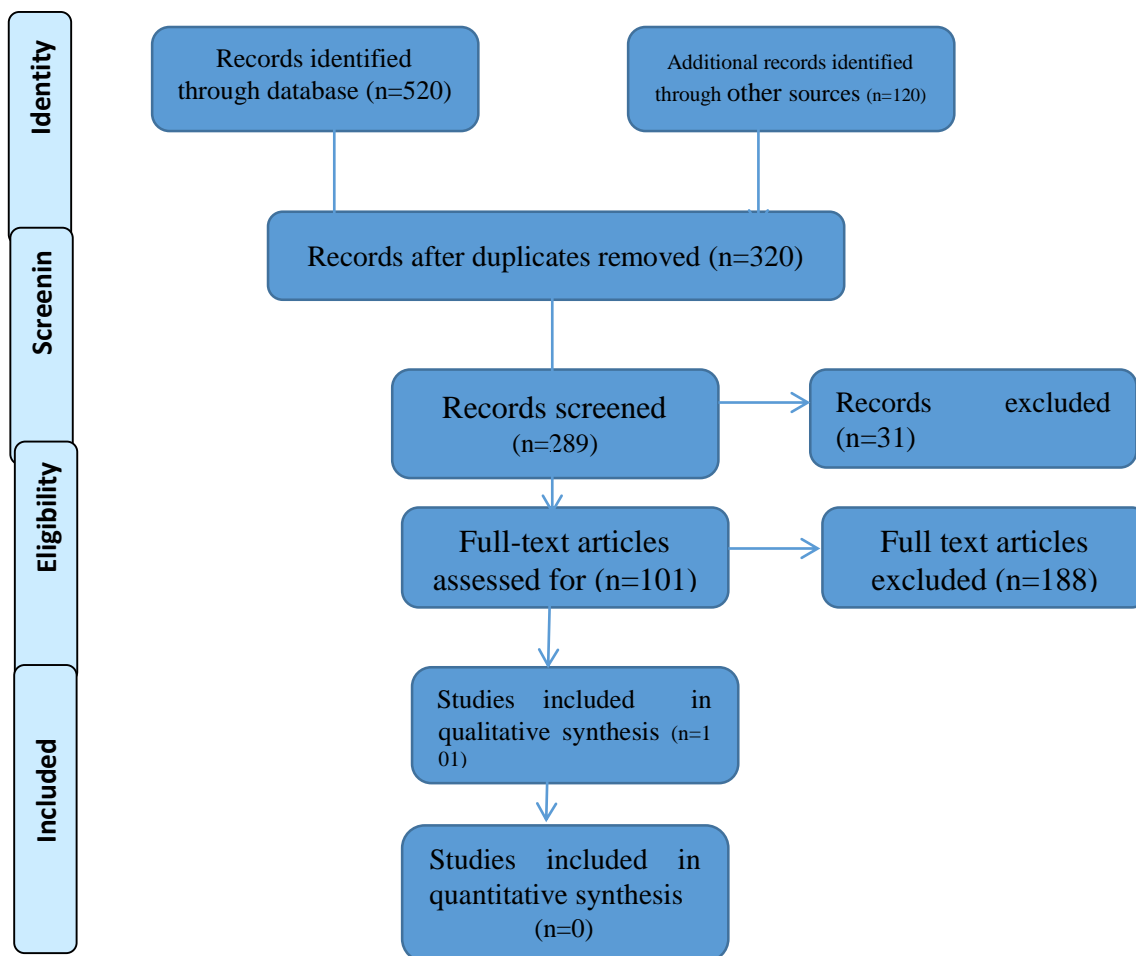 Identity
Records identified
through database (n=520)
Additional records identified
through other sources (n=120)
Records after duplicates removed (n=320)
Screenin
Records screened
(n=289)
Records excluded
(n=31)
Eligibility
Full-text articles
assessed for (n=101)
Full text articles
excluded (n=188)
Included
Studies included in
qualitative synthesis (n=1
01)
Studies included in
quantitative synthesis
(n=0)